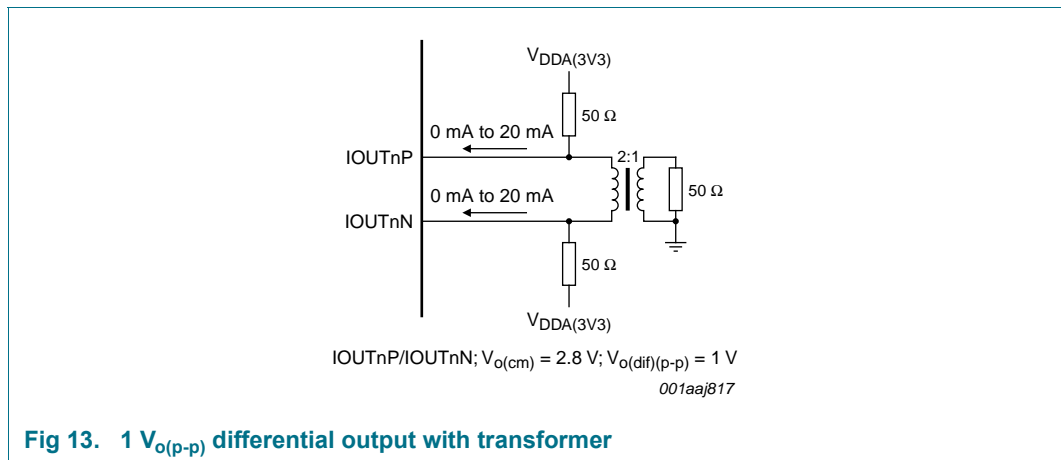 VDDA(3V3)
50 Ω
0 mA to 20 mA
IOUTnP
2:1
0 mA to 20 mA
50 Ω
IOUTnN
50 Ω
VDDA(3V3)
IOUTnP/IOUTnN; Vo(cm) = 2.8 V; Vo(dif)(p-p) = 1 V
001aaj817
Fig 13. 1 Vo(p-p) differential output with transformer